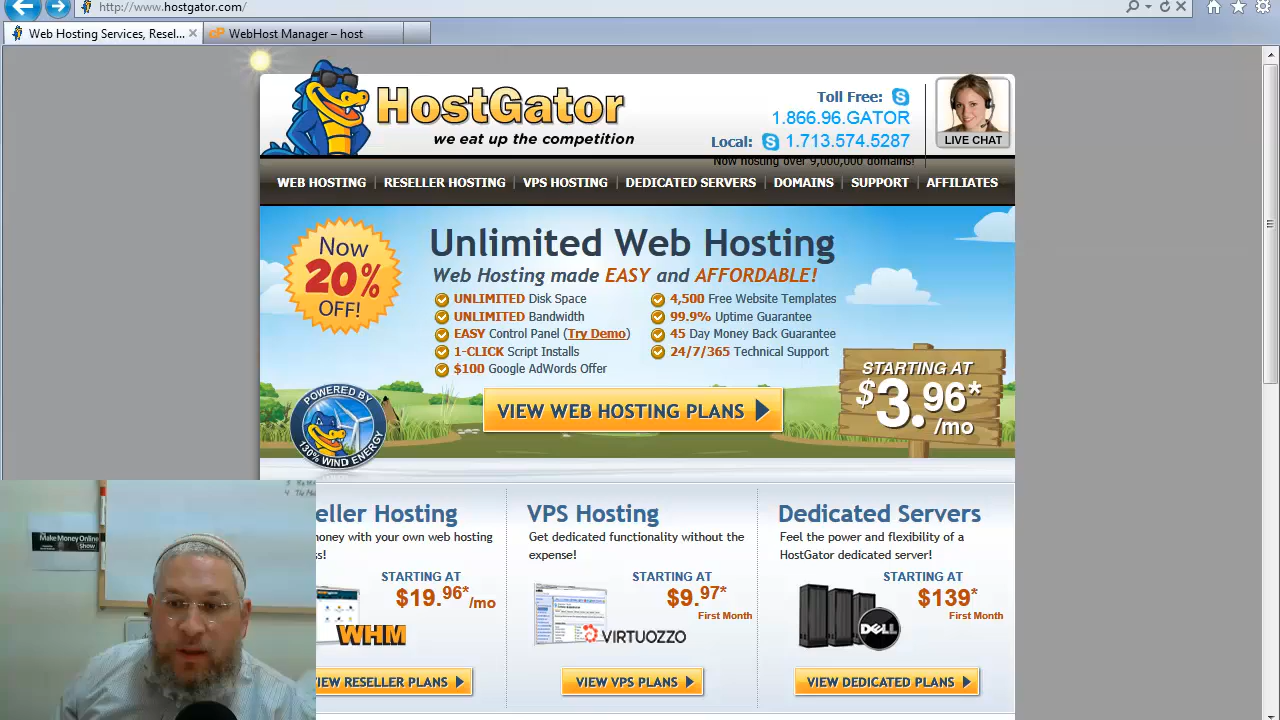 http://www.hostgator.com/
Web Hosting Services, Resel...
cP WebHost Manager – host
HostGator
we eat up the competition
Toll Free: 1.866.96.GATOR
Local: 1.713.574.5287
LIVE CHAT
Now hosting over 9,000,000 domains!
WEB HOSTING | RESELLER HOSTING | VPS HOSTING | DEDICATED SERVERS | DOMAINS | SUPPORT | AFFILIATES
Now
20%
OFF!
Unlimited Web Hosting
Web Hosting made EASY and AFFORDABLE!
UNLIMITED Disk Space
UNLIMITED Bandwidth
EASY Control Panel (Try Demo)
1-CLICK Script Installs
$100 Google AdWords Offer
4,500 Free Website Templates
99.9% Uptime Guarantee
45 Day Money Back Guarantee
24/7/365 Technical Support
STARTING AT
$3.96*
/mo
VIEW WEB HOSTING PLANS
POWERED BY
130% WIND ENERGY
eller Hosting
money with your own web hosting
ss!
STARTING AT
$19.96*/mo
WHM
VIEW RESELLER PLANS
VPS Hosting
Get dedicated functionality without the
expense!
STARTING AT
$9.97*
First Month
VIRTUOZZO
VIEW VPS PLANS
Dedicated Servers
Feel the power and flexibility of a
HostGator dedicated server!
STARTING AT
$139*
First Month
DELL
VIEW DEDICATED PLANS
Make Money Online
Show